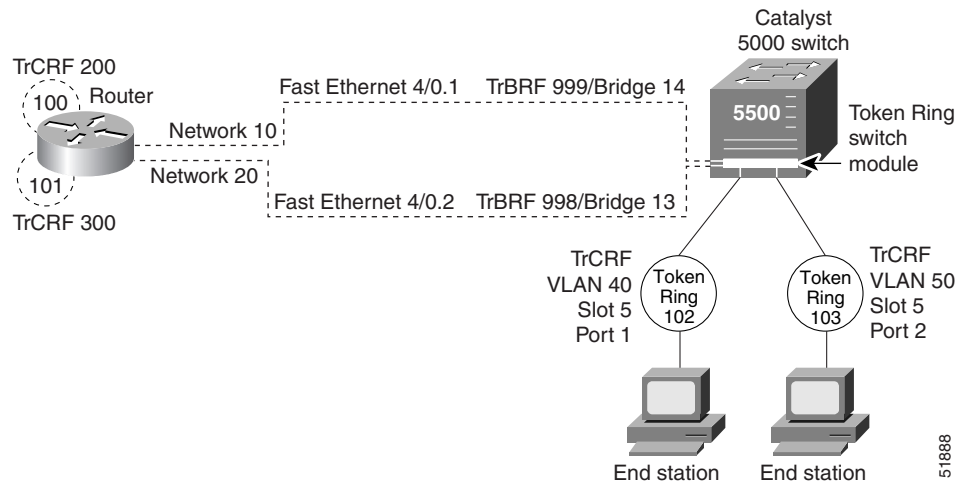 Catalyst
5000 switch
TrCRF 200
100
Router
Fast Ethernet 4/0.1
TrBRF 999/Bridge 14
5500
Token Ring
switch
module
Network 10
Network 20
101
TrCRF 300
Fast Ethernet 4/0.2
TrBRF 998/Bridge 13
TrCRF
VLAN 40
Slot 5
Port 1
Token
Ring
102
Token
Ring
103
TrCRF
VLAN 50
Slot 5
Port 2
End station
End station
51888